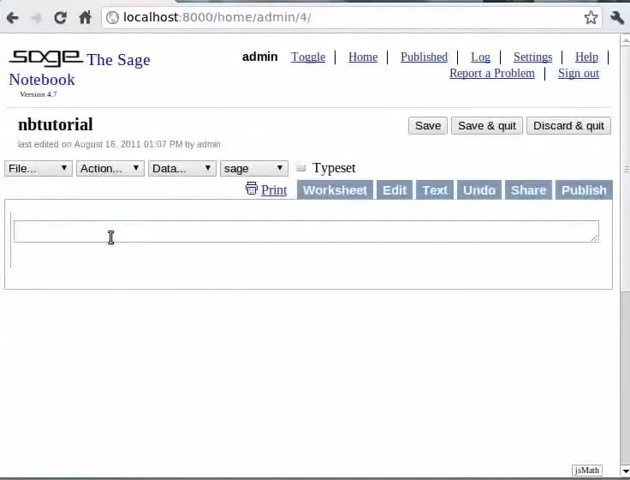 localhost:8000/home/admin/4/
sage The Sage Notebook
Version 4.7
admin Toggle | Home | Published | Log | Settings | Help | Report a Problem | Sign out
nbtutorial
Save Save & quit Discard & quit
last edited on August 18, 2011 01:07 PM by admin
File... Action... Data... sage Typeset
Print Worksheet Edit Text Undo Share Publish
jsMath